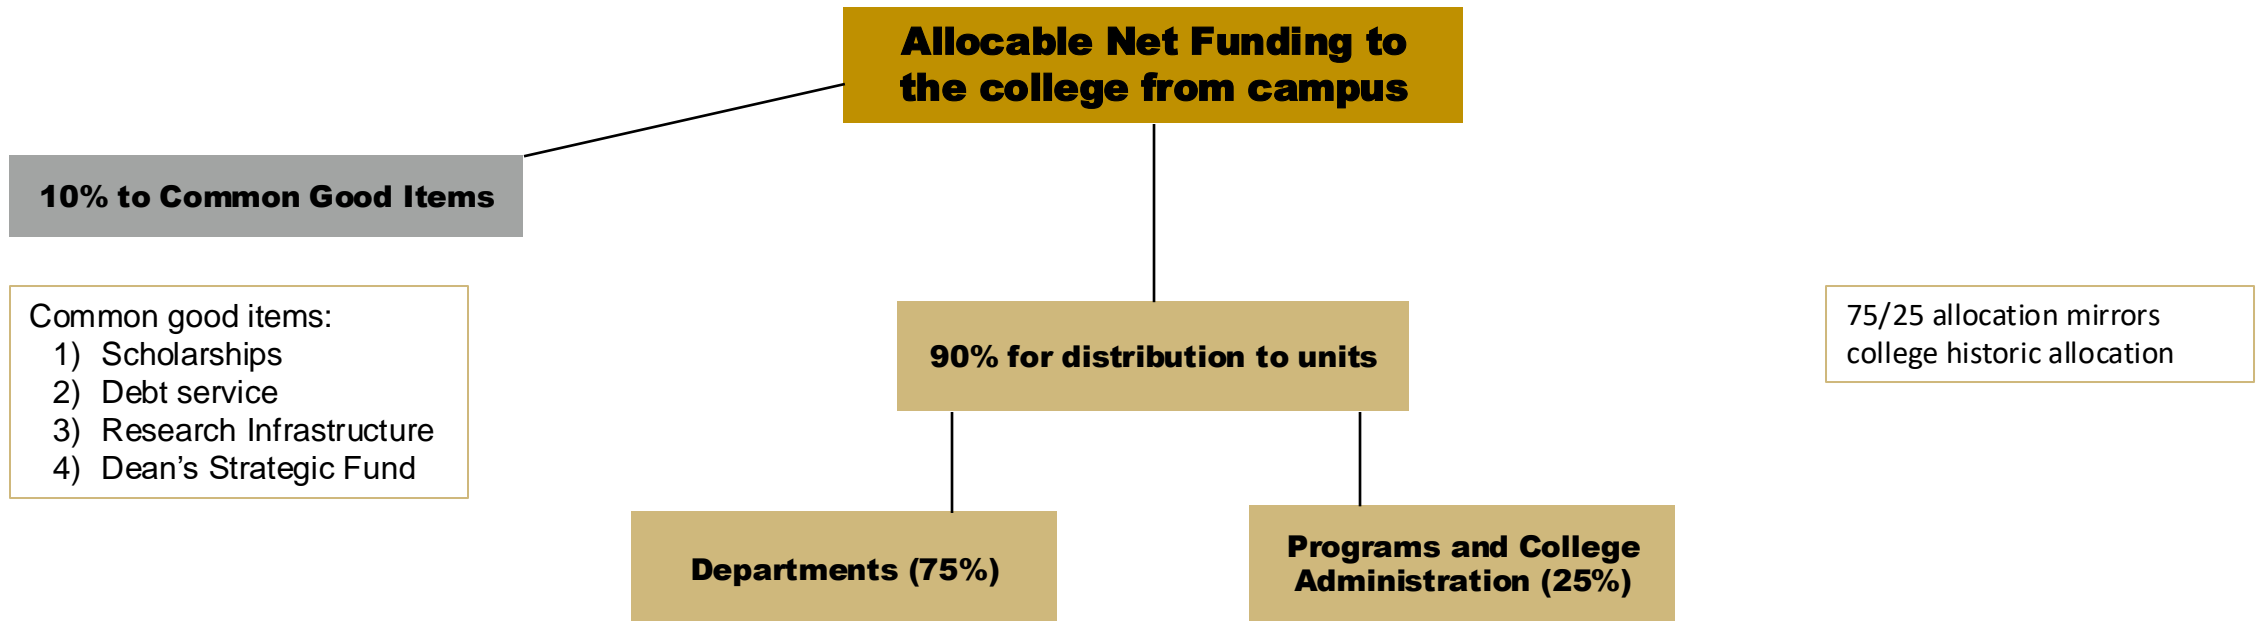 Allocable Net Funding to
the college from campus
10% to Common Good Items
Common good items:
1) Scholarships
2) Debt service
3) Research Infrastructure
4) Dean’s Strategic Fund
90% for distribution to units
75/25 allocation mirrors
college historic allocation
Departments (75%)
Programs and College
Administration (25%)